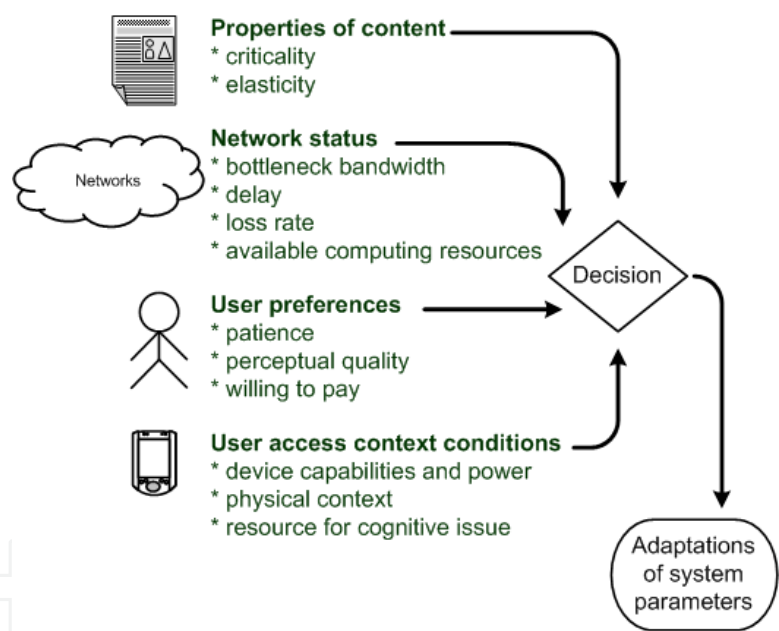 Properties of content
* criticality
* elasticity
Network status
Networks
* bottleneck bandwidth
* delay
* loss rate
* available computing resources
Decision
User preferences
* patience
* perceptual quality
* willing to pay
User access context conditions
* device capabilities and power
* physical context
* resource for cognitive issue
Adaptations
of system
parameters